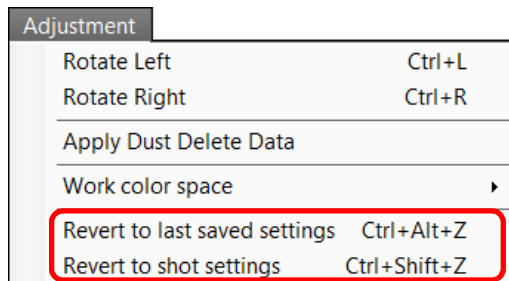 Adjustment
Rotate Left Ctrl+L
Rotate Right Ctrl+R
Apply Dust Delete Data
Work color space
Revert to last saved settings Ctrl+Alt+Z
Revert to shot settings Ctrl+Shift+Z